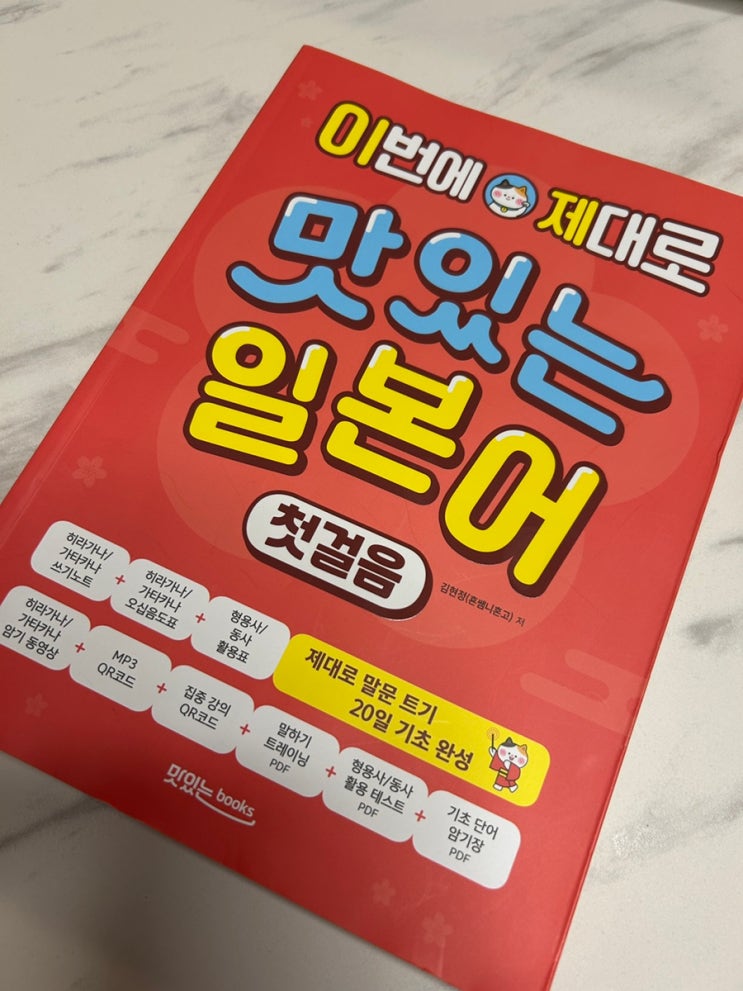 이번에 제대로
맛있는
일본어
첫걸음
김현정(훈쌤니혼고) 저
히라가나/
가타카나
쓰기노트
+
히라가나/
가타카나
오십음도표
+
형용사/
동사
활용표
히라가나/
가타카나
암기 동영상
+
MP3
QR코드
+
집중 강의
QR코드
+
말하기
트레이닝
PDF
+
형용사/동사
활용 테스트
PDF
+
기초 단어
암기장
PDF
제대로 말문 트기
20일 기초 완성
맛있는 books